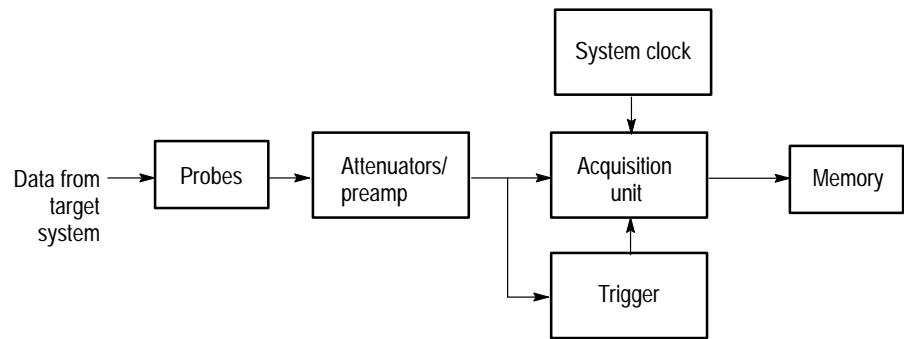 System clock
Data from
target
system
Probes
Attenuators/
preamp
Acquisition
unit
Memory
Trigger